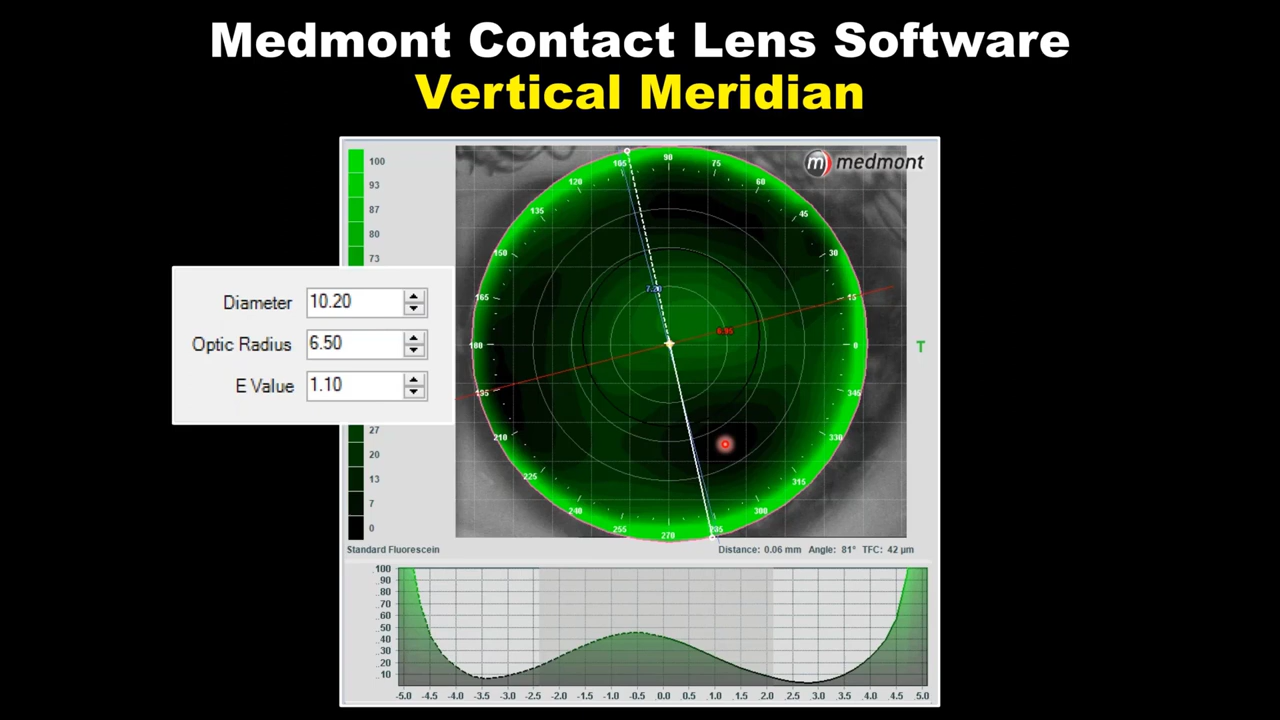 Medmont Contact Lens Software
Vertical Meridian
100
93
87
80
73
27
20
13
7
0
Diameter 10.20
Optic Radius 6.50
E Value 1.10
medmont
m
105 90 75
120 60
135 45
150 30
165 15
180 0
195 345
210 330
225 315
240 300
255 270 285
7.20
6.95
T
Standard Fluorescein
Distance: 0.06 mm Angle: 81° TFC: 42 µm
100
90
80
70
60
50
40
30
20
10
-5.0 -4.5 -4.0 -3.5 -3.0 -2.5 -2.0 -1.5 -1.0 -0.5 0.0 0.5 1.0 1.5 2.0 2.5 3.0 3.5 4.0 4.5 5.0